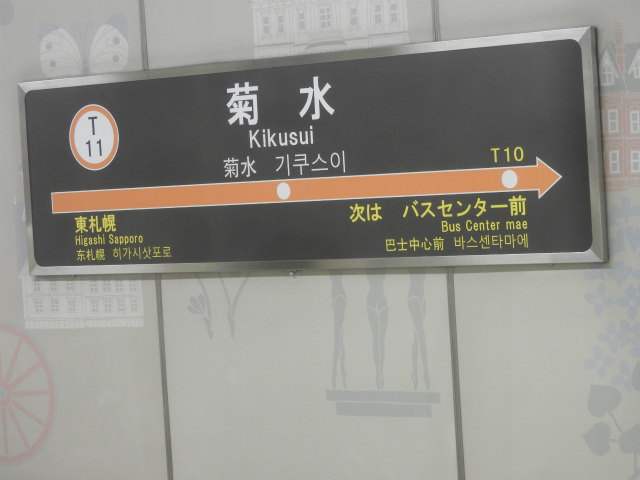 T
11
菊 水
Kikusui
菊水 기쿠스이
T10
東札幌
Higashi Sapporo
东札幌 히가시삿포로
次は バスセンター前
Bus Center mae
巴士中心前 바스센타마에